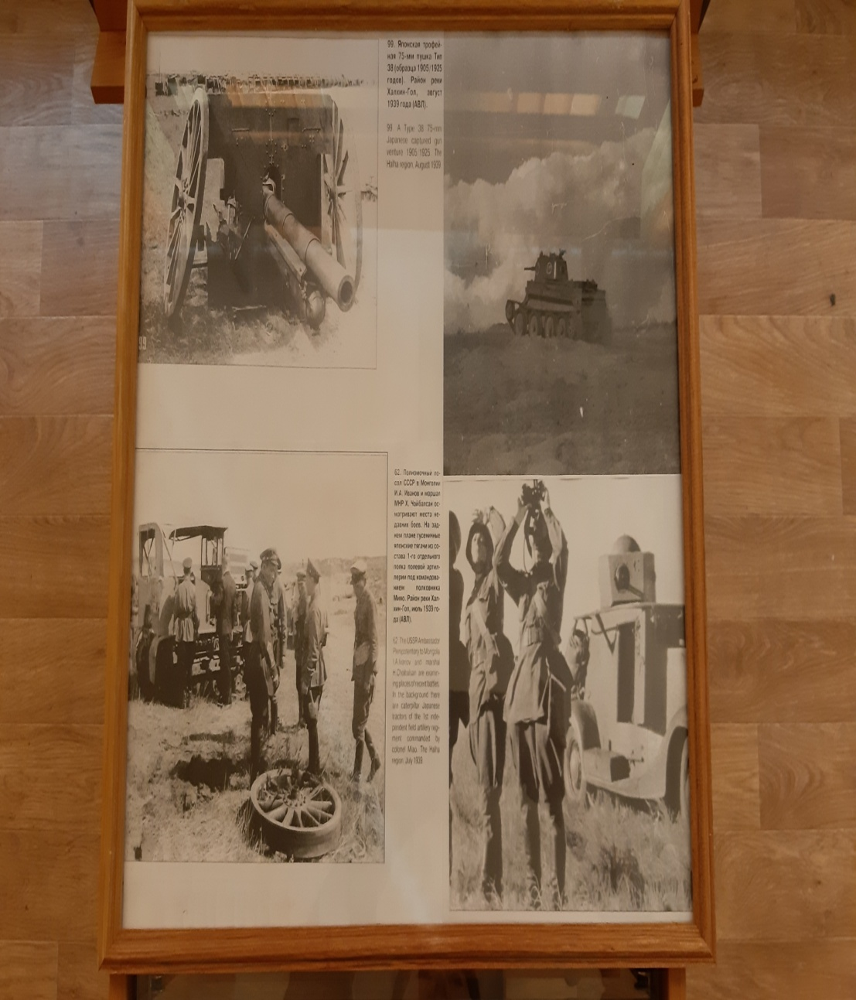 99. Японская трофей-
ная 75-мм пушка Тип
38 (образца 1905/1925
годов). Район реки
Халхин-Гол, август
1939 года (АВЛ).
99. A Type 38 75-mm
Japanese captured gun
venture 1905/1925. The
Halha region, August 1939
99
62. Полномочный по-
сол СССР в Монголии
И.А. Иванов и маршал
МНР Х. Чойбалсан ос-
матривают места не-
давних боев. На зад-
нем плане гусеничные
японские тягачи из со-
става 1-го отдельного
полка полевой артил-
лерии под командова-
нием полковника
Мияо. Район реки Хал-
хин-Гол, июль 1939 го-
да (АВЛ).
62. The USSR Ambassador
Plenipotentiary to Mongolia
I.A.Ivanov and marshal
H.Choibalsan are examin-
ing places of recent battles.
In the background there
are caterpillar Japanese
tractors of the 1st inde-
pendent field artillery regi-
ment commanded by
colonel Miao. The Halha
region, July 1939